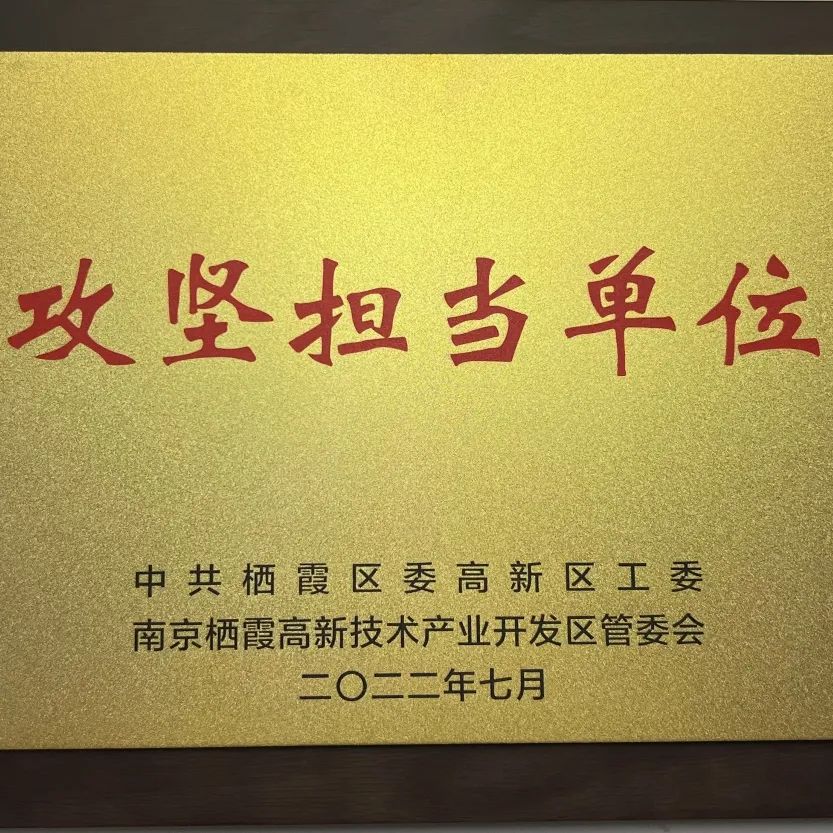 攻坚担当单位
中共栖霞区委高新区工委
南京栖霞高新技术产业开发区管委会
二〇二二年七月